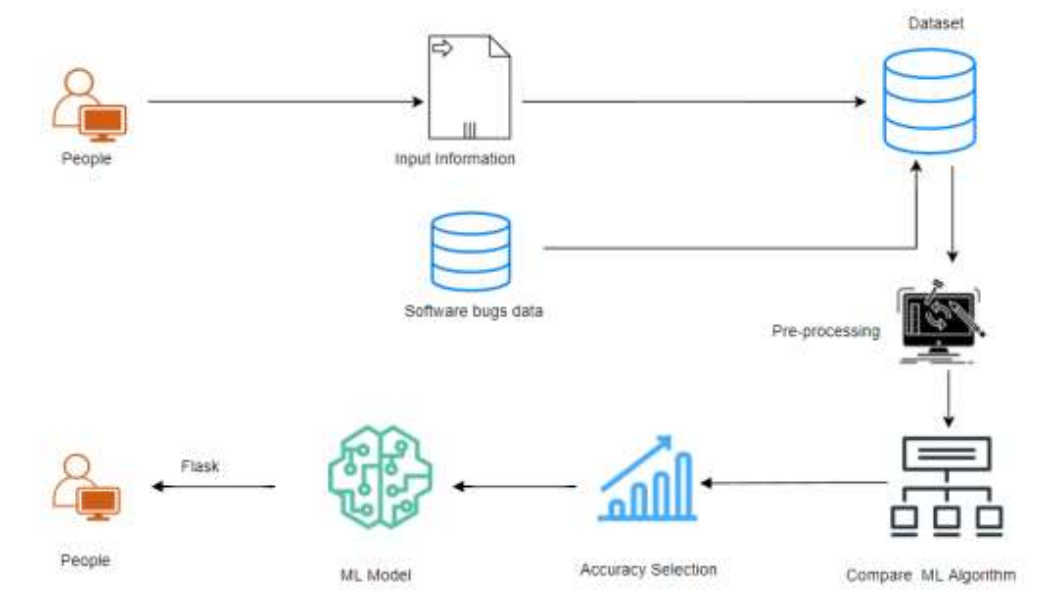 Dataset
People
Input Information
Software bugs data
Pre-processing
Flask
People
ML Model
Accuracy Selection
Compare ML Algorithm